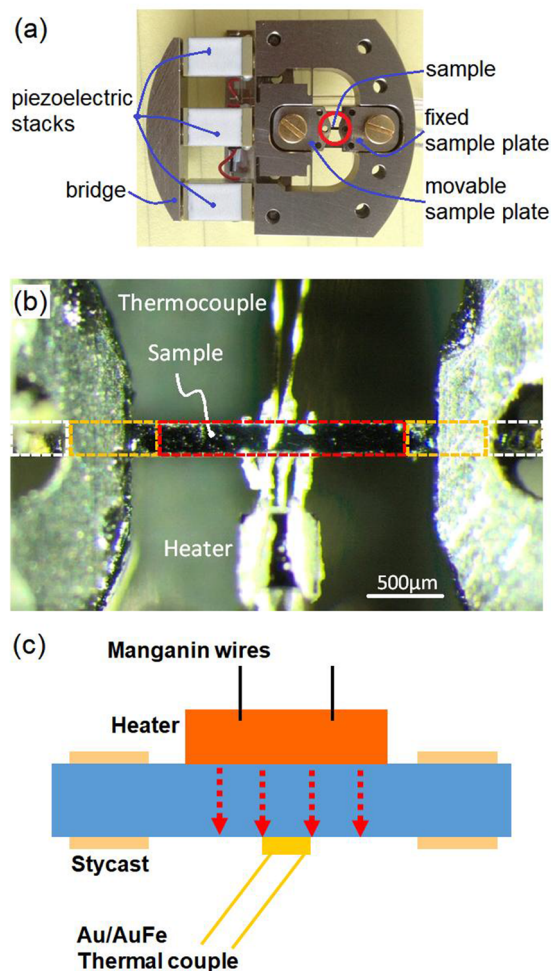 (a)
sample
piezoelectric
stacks
fixed
sample plate
bridge
movable
sample plate
(b)
Thermocouple
Sample
Heater
500μm
(c)
Manganin wires
Heater
Stycast
Au/AuFe
Thermal couple